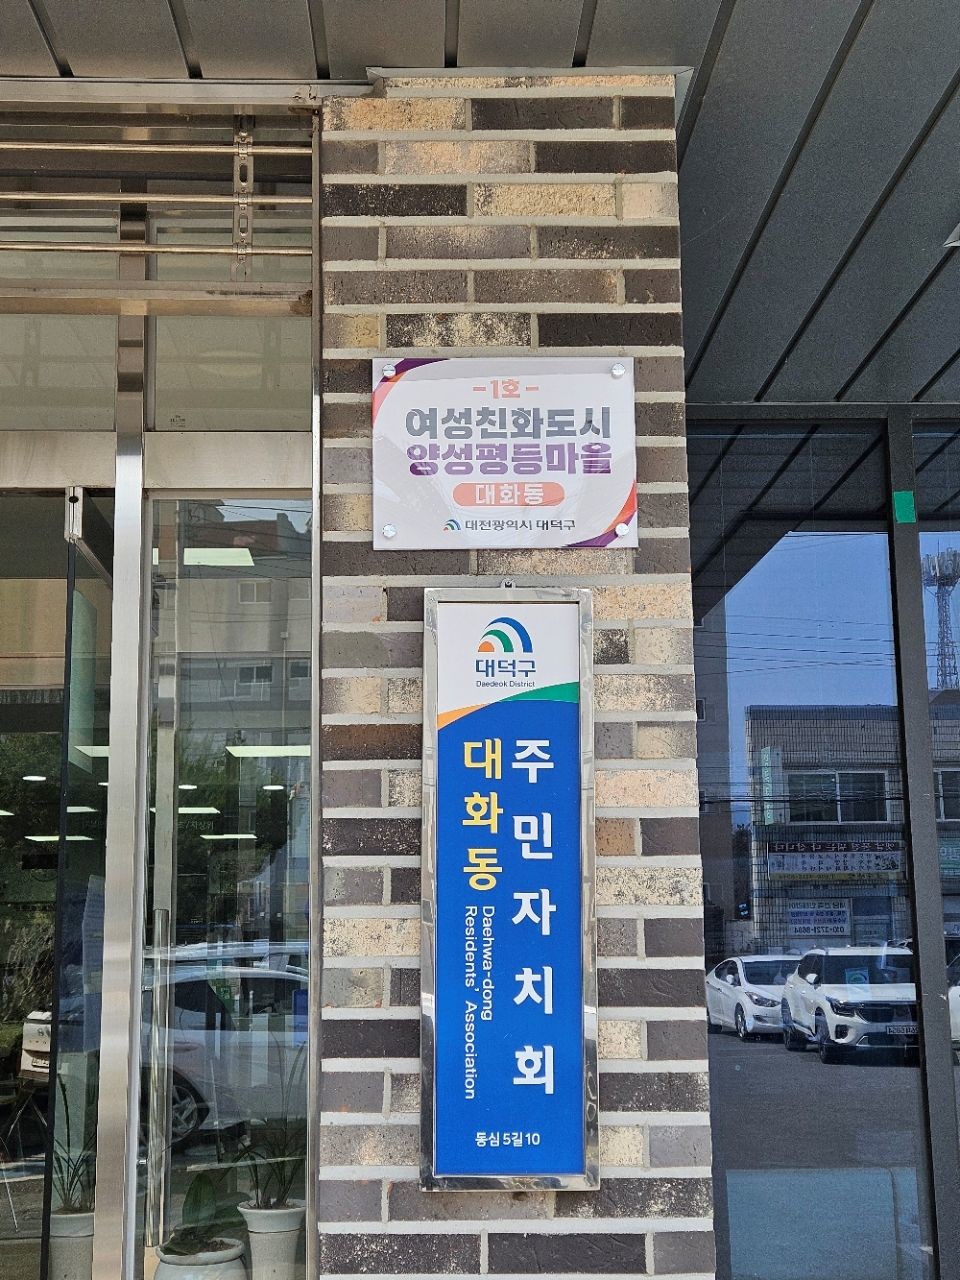 -1호-
여성친화도시
양성평등마을
대화동
대전광역시 대덕구
대덕구
Daedeok District
대화동
주민자치회
Daehwa-dong
Residents' Association
동심5길10